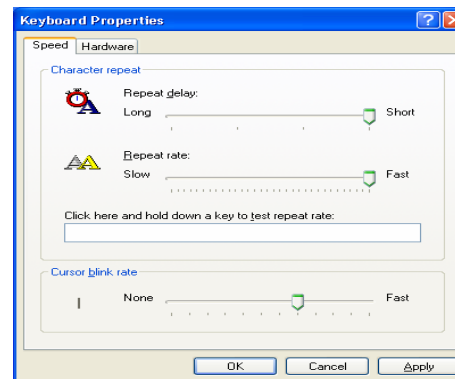 Keyboard Properties
Speed Hardware
Character repeat
Repeat delay:
Long Short
Repeat rate:
Slow Fast
Click here and hold down a key to test repeat rate:
Cursor blink rate
None Fast
OK Cancel Apply